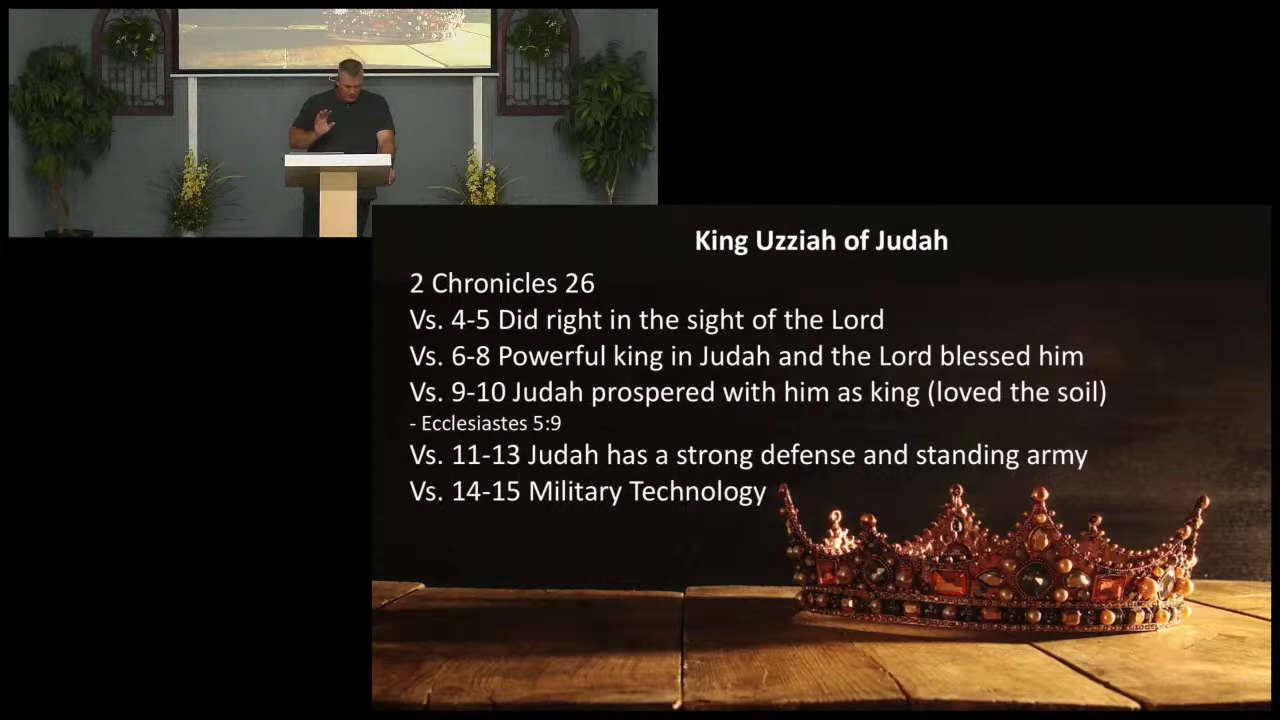 King Uzziah of Judah
2 Chronicles 26
Vs. 4-5 Did right in the sight of the Lord
Vs. 6-8 Powerful king in Judah and the Lord blessed him
Vs. 9-10 Judah prospered with him as king (loved the soil)
- Ecclesiastes 5:9
Vs. 11-13 Judah has a strong defense and standing army
Vs. 14-15 Military Technology